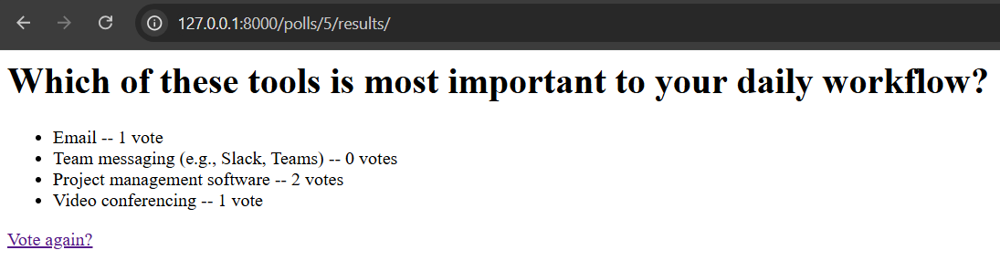 127.0.0.1:8000/polls/5/results/
Which of these tools is most important to your daily workflow?
Email -- 1 vote
Team messaging (e.g., Slack, Teams) -- 0 votes
Project management software -- 2 votes
Video conferencing -- 1 vote
Vote again?